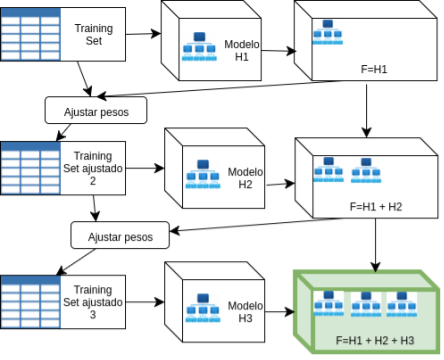 Training
Set
Modelo
H1
F=H1
Ajustar pesos
Training
Set ajustado
2
Modelo
H2
F=H1 + H2
Ajustar pesos
Training
Set ajustado
3
Modelo
H3
F=H1 + H2 + H3